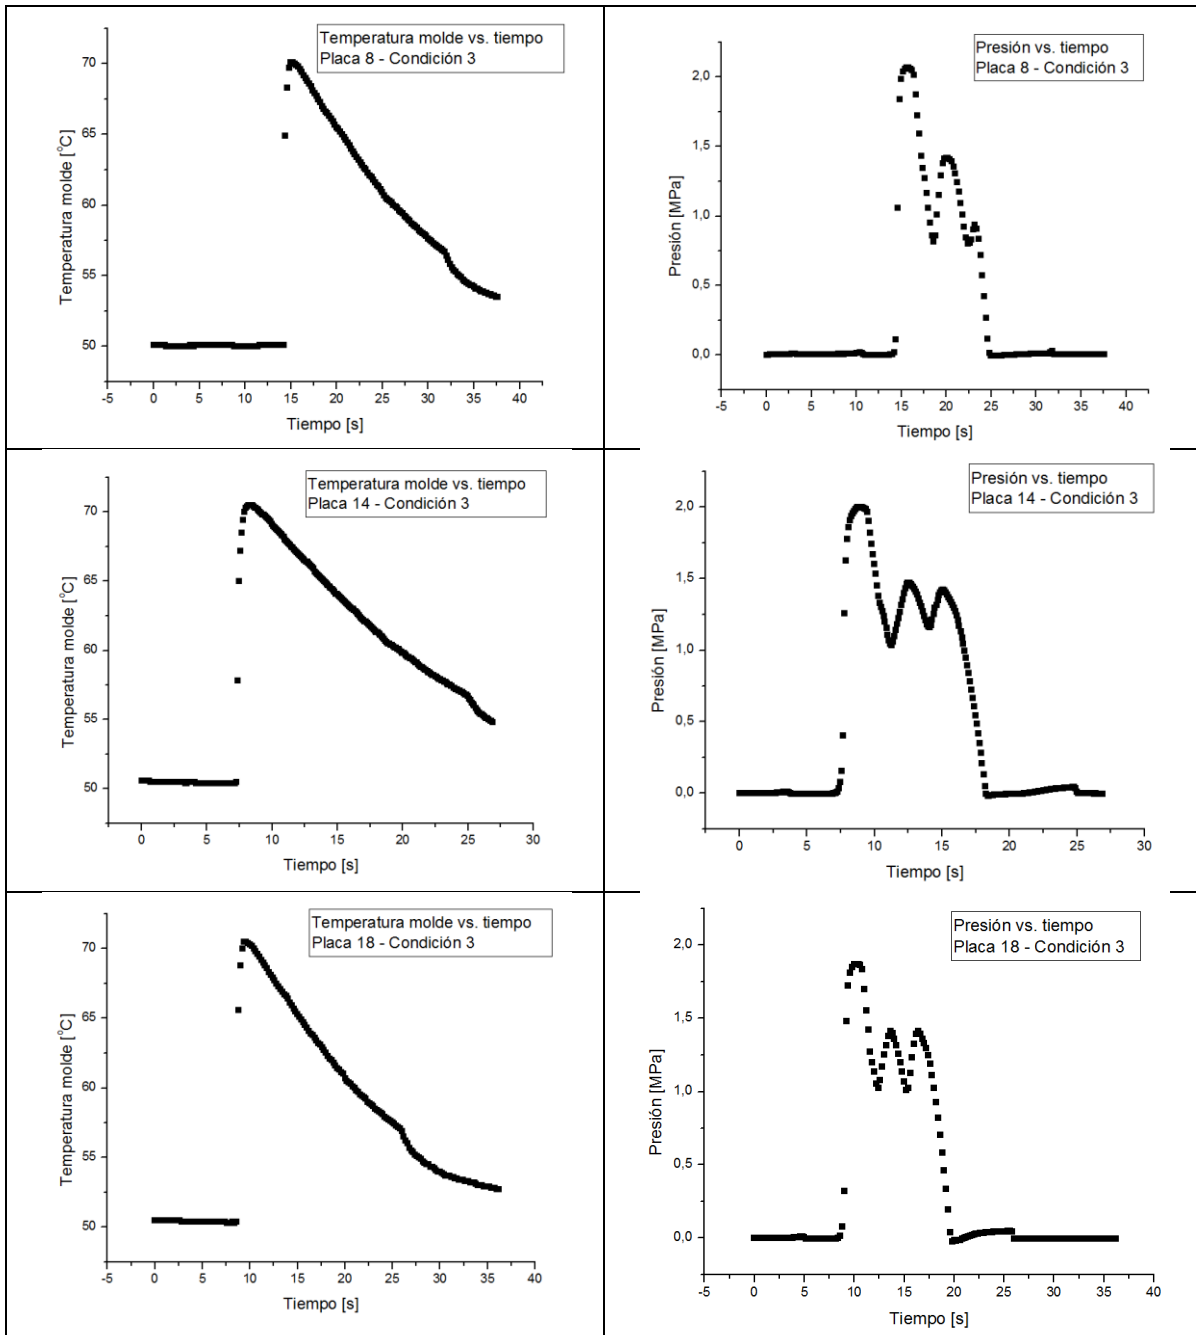 Temperatura molde vs. tiempo
Placa 8 - Condición 3
70
65
60
55
50
Temperatura molde [°C]
-5 0 5 10 15 20 25 30 35 40
Tiempo [s]
Presión vs. tiempo
Placa 8 - Condición 3
2,0
1,5
1,0
0,5
0,0
Presión [MPa]
-5 0 5 10 15 20 25 30 35 40
Tiempo [s]
Temperatura molde vs. tiempo
Placa 14 - Condición 3
70
65
60
55
50
Temperatura molde [°C]
0 5 10 15 20 25 30
Tiempo [s]
Presión vs. tiempo
Placa 14 - Condición 3
2,0
1,5
1,0
0,5
0,0
Presión [MPa]
0 5 10 15 20 25 30
Tiempo [s]
Temperatura molde vs. tiempo
Placa 18 - Condición 3
70
65
60
55
50
Temperatura molde [°C]
-5 0 5 10 15 20 25 30 35 40
Tiempo [s]
Presión vs. tiempo
Placa 18 - Condición 3
2,0
1,5
1,0
0,5
0,0
Presión [MPa]
-5 0 5 10 15 20 25 30 35 40
Tiempo [s]